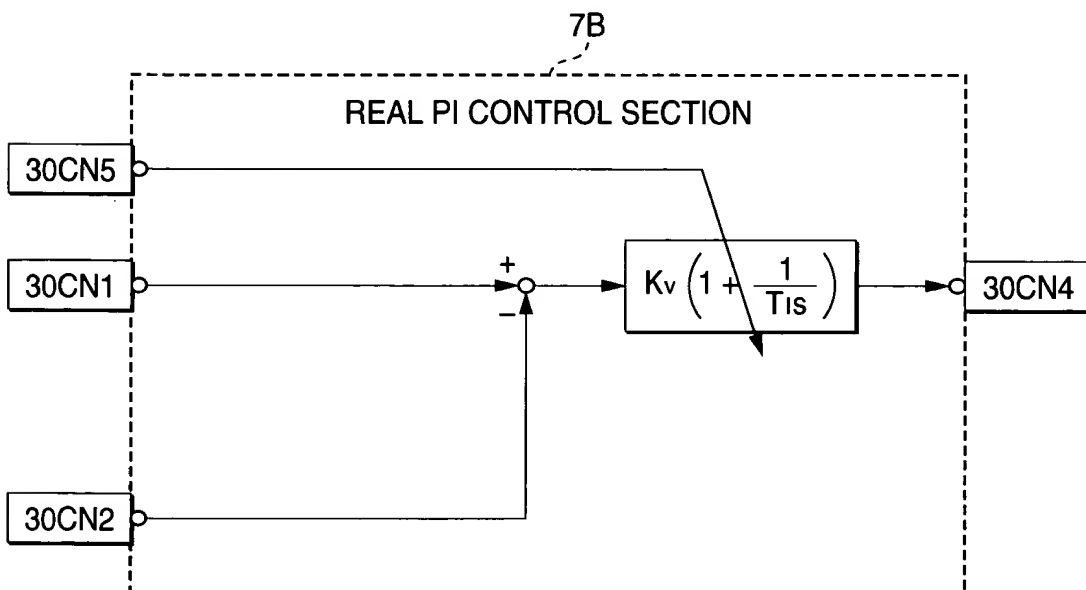 7B
REAL PI CONTROL SECTION
30CN5
30CN1
+
−
Kv (1 + 1/TIs)
30CN4
30CN2